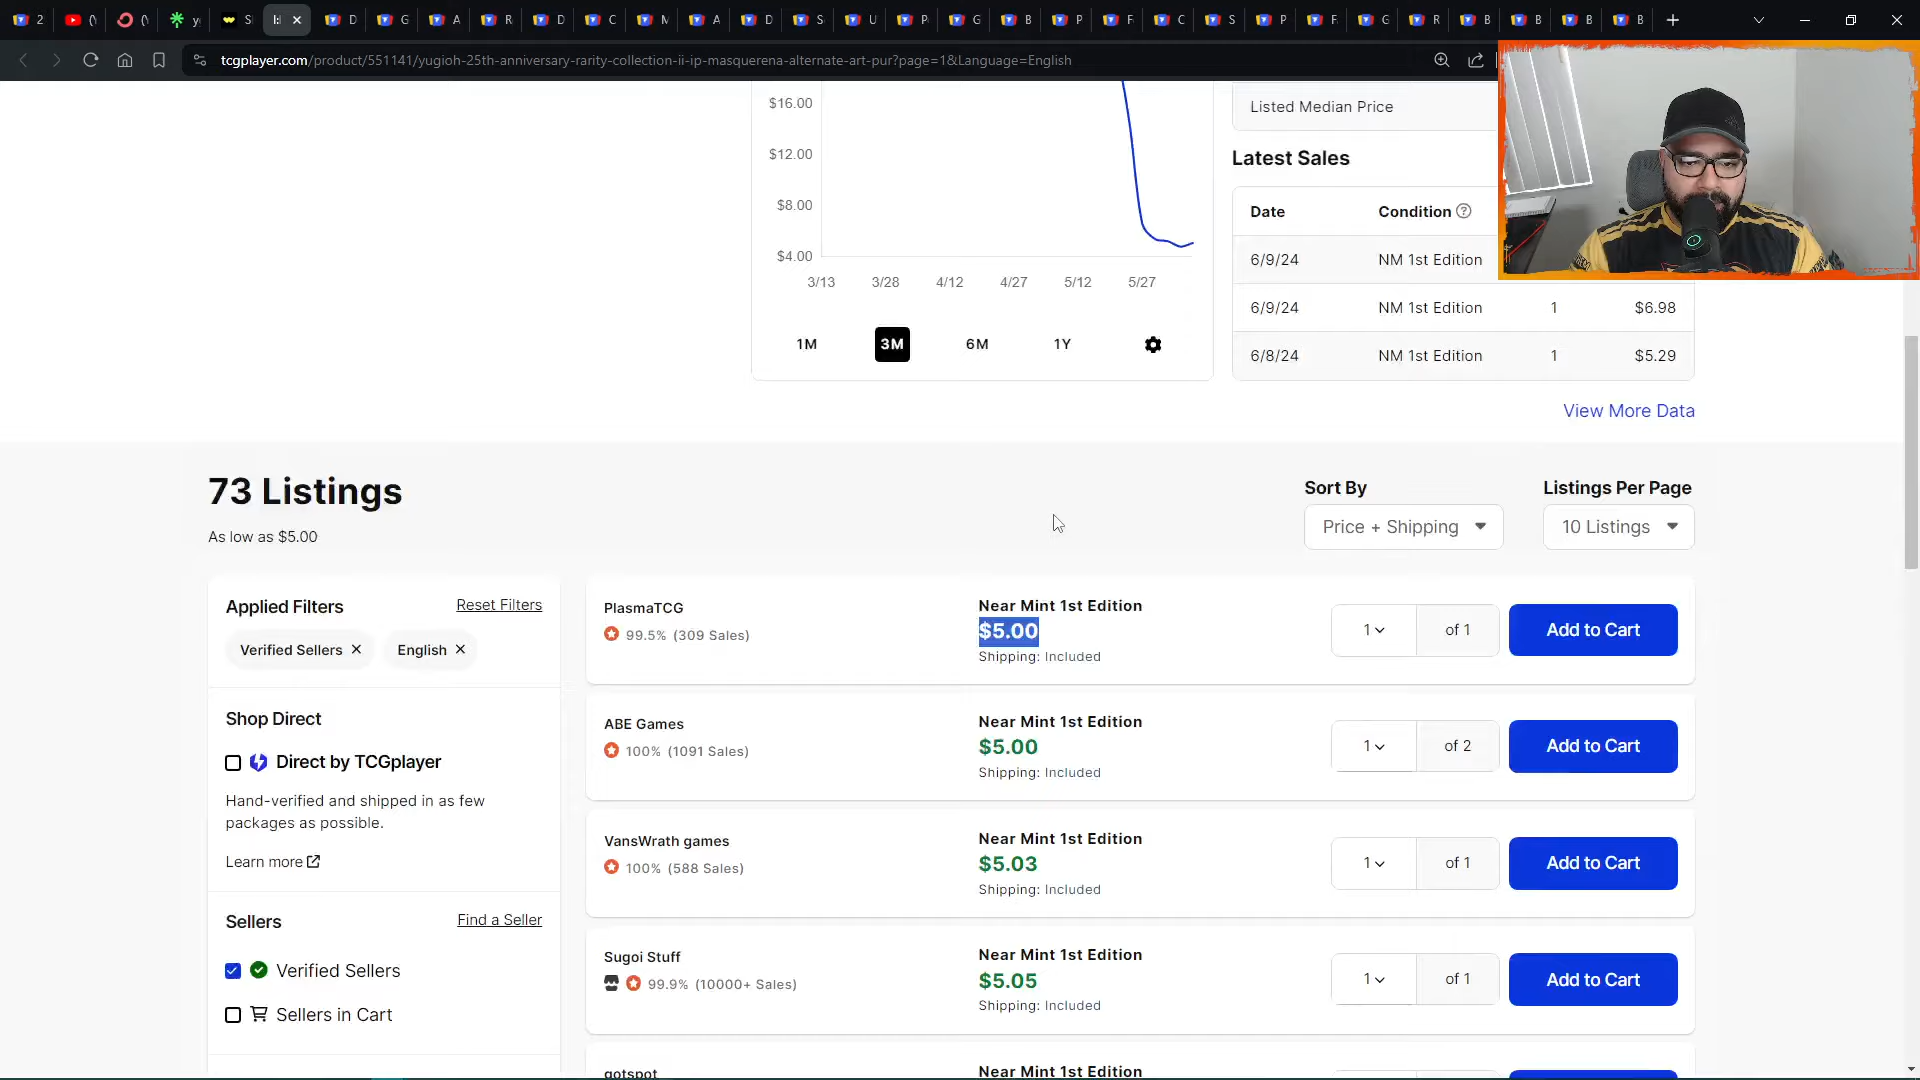 2
(\
(\
y
S
I:
D
G
A
R
D
C
M
A
D
S
U
P
G
B
P
F
C
S
P
F
G
R
B
B
B
B
tcgplayer.com/product/551141/yugioh-25th-anniversary-rarity-collection-ii-ip-masquerena-alternate-art-pur?page=1&Language=English
$16.00
$12.00
$8.00
$4.00
3/13 3/28 4/12 4/27 5/12 5/27
1M 3M 6M 1Y
Listed Median Price
Latest Sales
Date Condition
6/9/24 NM 1st Edition
6/9/24 NM 1st Edition 1 $6.98
6/8/24 NM 1st Edition 1 $5.29
View More Data
73 Listings
As low as $5.00
Sort By
Price + Shipping
Listings Per Page
10 Listings
Applied Filters Reset Filters
Verified Sellers English
Shop Direct
Direct by TCGplayer
Hand-verified and shipped in as few
packages as possible.
Learn more
Sellers Find a Seller
Verified Sellers
Sellers in Cart
PlasmaTCG
99.5% (309 Sales)
Near Mint 1st Edition
$5.00
Shipping: Included
1 of 1 Add to Cart
ABE Games
100% (1091 Sales)
Near Mint 1st Edition
$5.00
Shipping: Included
1 of 2 Add to Cart
VansWrath games
100% (588 Sales)
Near Mint 1st Edition
$5.03
Shipping: Included
1 of 1 Add to Cart
Sugoi Stuff
99.9% (10000+ Sales)
Near Mint 1st Edition
$5.05
Shipping: Included
1 of 1 Add to Cart
gotspot
Near Mint 1st Edition